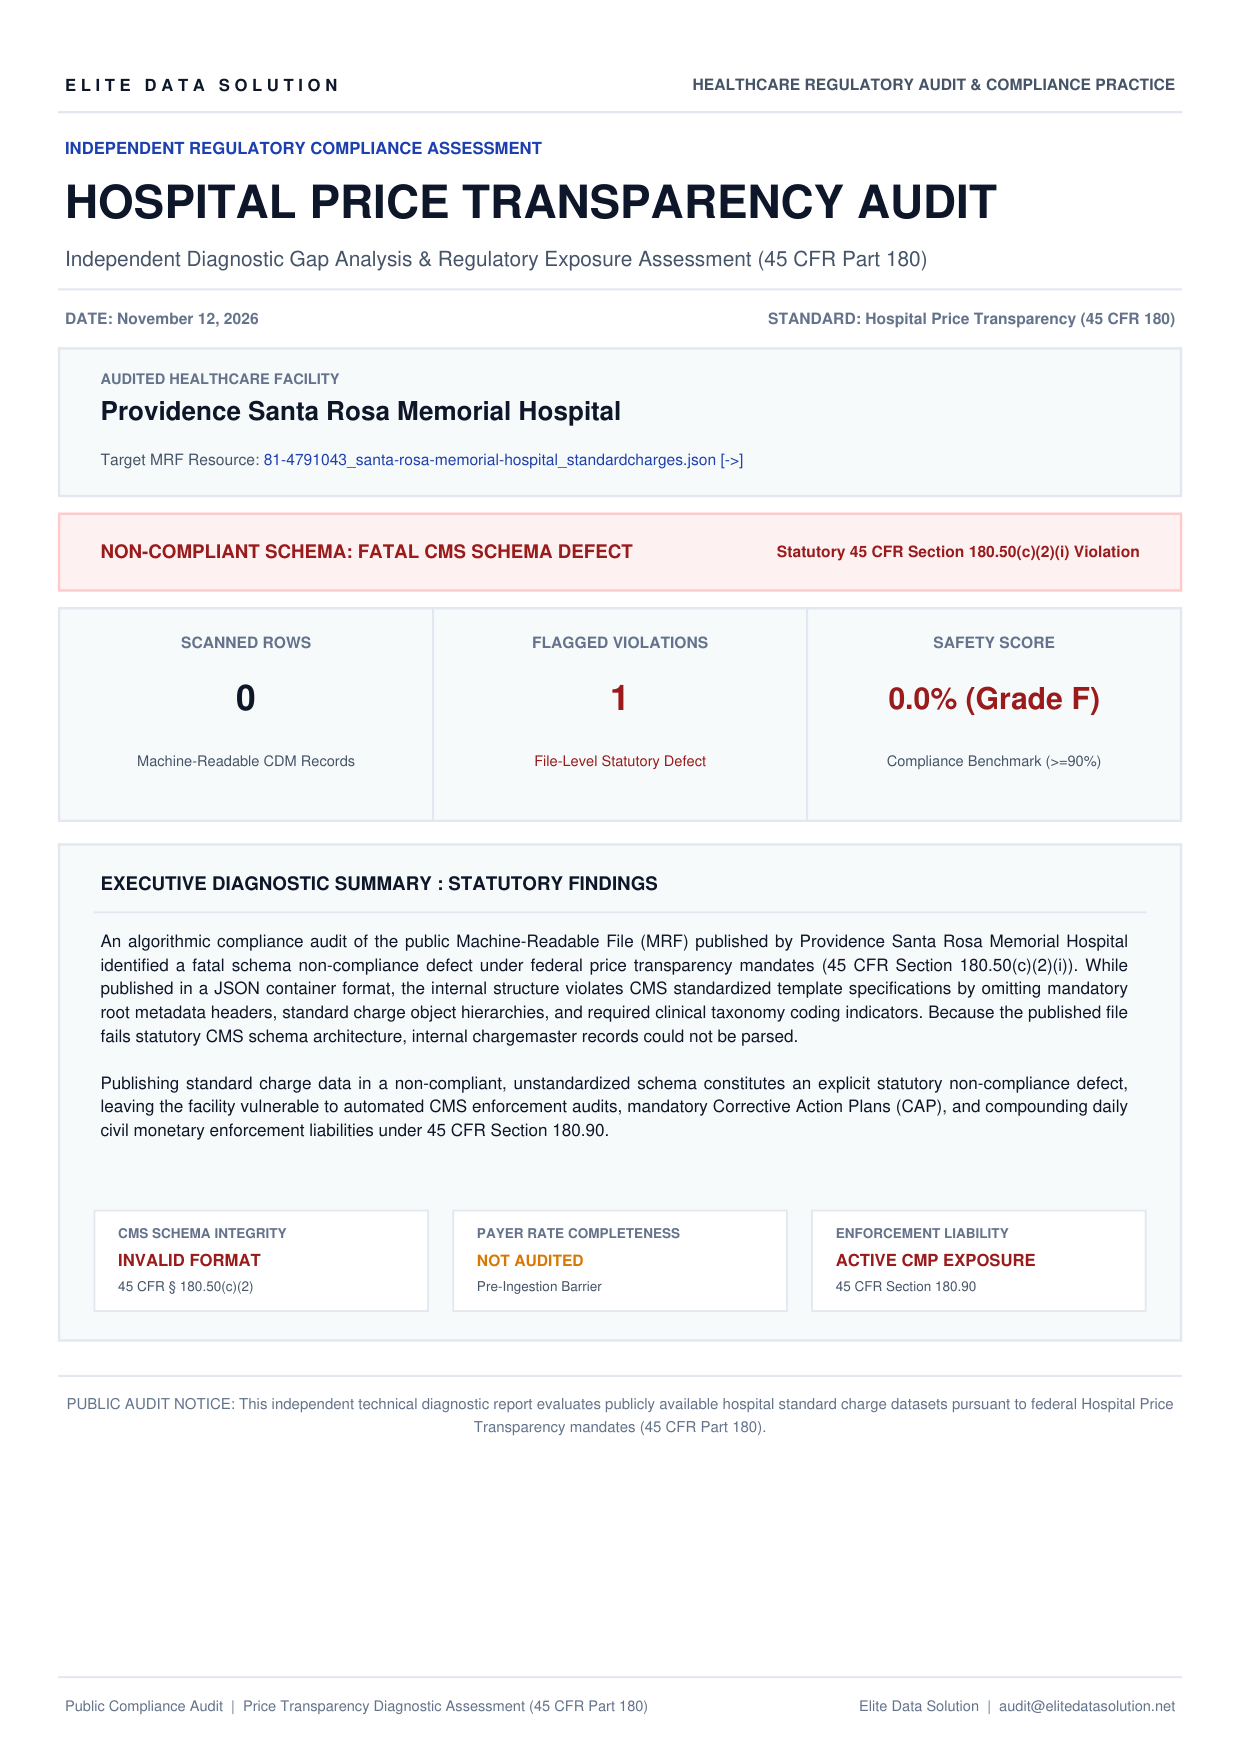 ELITE DATA SOLUTION
HEALTHCARE REGULATORY AUDIT & COMPLIANCE PRACTICE
INDEPENDENT REGULATORY COMPLIANCE ASSESSMENT
HOSPITAL PRICE TRANSPARENCY AUDIT
Independent Diagnostic Gap Analysis & Regulatory Exposure Assessment (45 CFR Part 180)
DATE: November 12, 2026
STANDARD: Hospital Price Transparency (45 CFR 180)
AUDITED HEALTHCARE FACILITY
Providence Santa Rosa Memorial Hospital
Target MRF Resource: 81-4791043_santa-rosa-memorial-hospital_standardcharges.json [->]
NON-COMPLIANT SCHEMA: FATAL CMS SCHEMA DEFECT
Statutory 45 CFR Section 180.50(c)(2)(i) Violation
SCANNED ROWS
0
Machine-Readable CDM Records
FLAGGED VIOLATIONS
1
File-Level Statutory Defect
SAFETY SCORE
0.0% (Grade F)
Compliance Benchmark (>=90%)
EXECUTIVE DIAGNOSTIC SUMMARY : STATUTORY FINDINGS
An algorithmic compliance audit of the public Machine-Readable File (MRF) published by Providence Santa Rosa Memorial Hospital
identified a fatal schema non-compliance defect under federal price transparency mandates (45 CFR Section 180.50(c)(2)(i)). While
published in a JSON container format, the internal structure violates CMS standardized template specifications by omitting mandatory
root metadata headers, standard charge object hierarchies, and required clinical taxonomy coding indicators. Because the published file
fails statutory CMS schema architecture, internal chargemaster records could not be parsed.
Publishing standard charge data in a non-compliant, unstandardized schema constitutes an explicit statutory non-compliance defect,
leaving the facility vulnerable to automated CMS enforcement audits, mandatory Corrective Action Plans (CAP), and compounding daily
civil monetary enforcement liabilities under 45 CFR Section 180.90.
CMS SCHEMA INTEGRITY
INVALID FORMAT
45 CFR § 180.50(c)(2)
PAYER RATE COMPLETENESS
NOT AUDITED
Pre-Ingestion Barrier
ENFORCEMENT LIABILITY
ACTIVE CMP EXPOSURE
45 CFR Section 180.90
PUBLIC AUDIT NOTICE: This independent technical diagnostic report evaluates publicly available hospital standard charge datasets pursuant to federal Hospital Price
Transparency mandates (45 CFR Part 180).
Public Compliance Audit | Price Transparency Diagnostic Assessment (45 CFR Part 180)
Elite Data Solution | audit@elitedatasolution.net